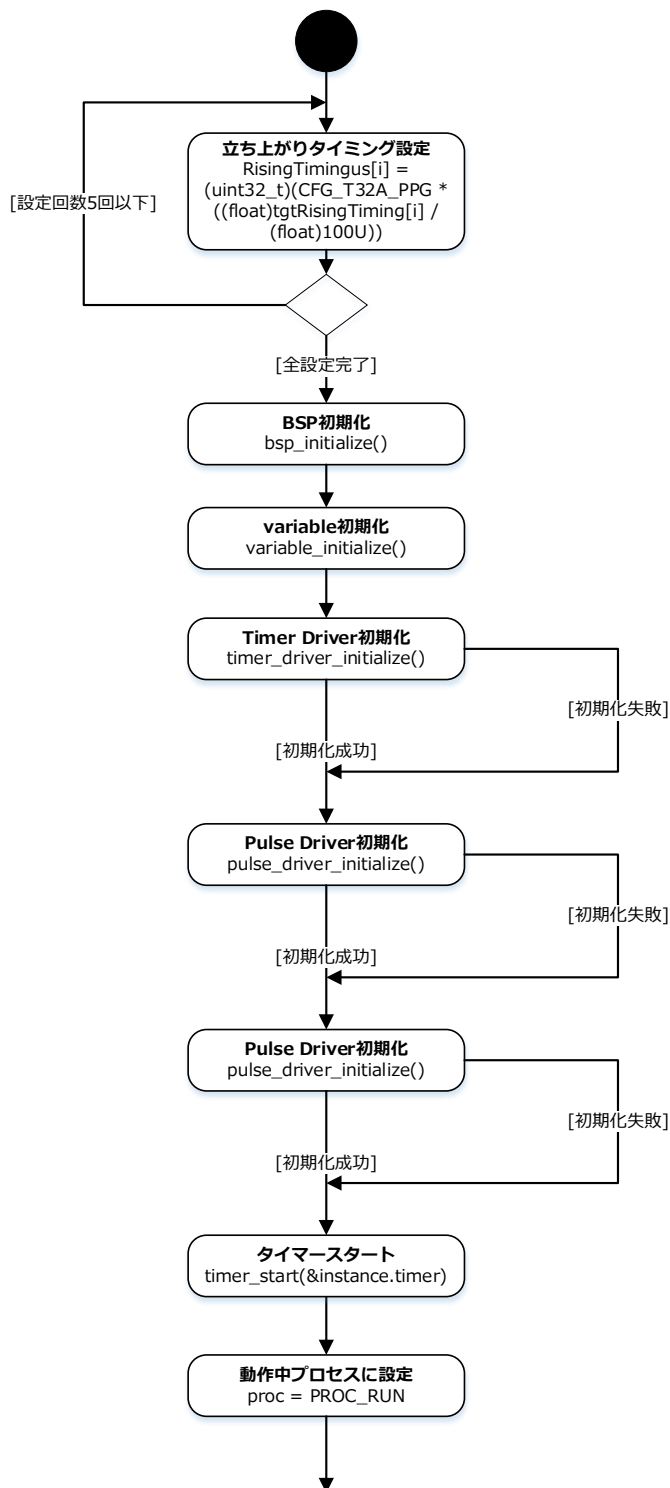 立ち上がりタイミング設定
RisingTimingus[i] =
(uint32_t)(CFG_T32A_PPG *
((float)tgtRisingTiming[i] /
(float)100U))
[設定回数5回以下]
[全設定完了]
BSP初期化
bsp_initialize()
variable初期化
variable_initialize()
Timer Driver初期化
timer_driver_initialize()
[初期化失敗]
[初期化成功]
Pulse Driver初期化
pulse_driver_initialize()
[初期化失敗]
[初期化成功]
Pulse Driver初期化
pulse_driver_initialize()
[初期化失敗]
[初期化成功]
タイマースタート
timer_start(&instance.timer)
動作中プロセスに設定
proc = PROC_RUN